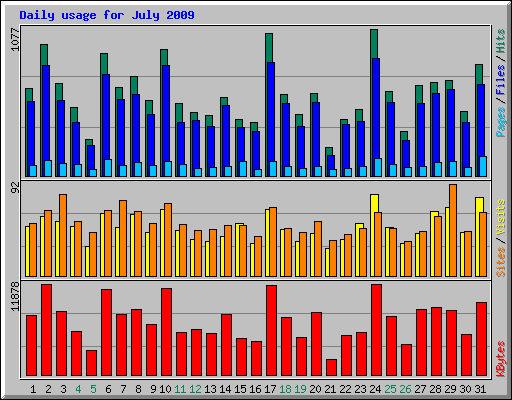 Daily usage for July 2009
1077
Pages / Files / Hits
92
Sites / Visits
11878
KBytes
1 2 3 4 5 6 7 8 9 10 11 12 13 14 15 16 17 18 19 20 21 22 23 24 25 26 27 28 29 30 31